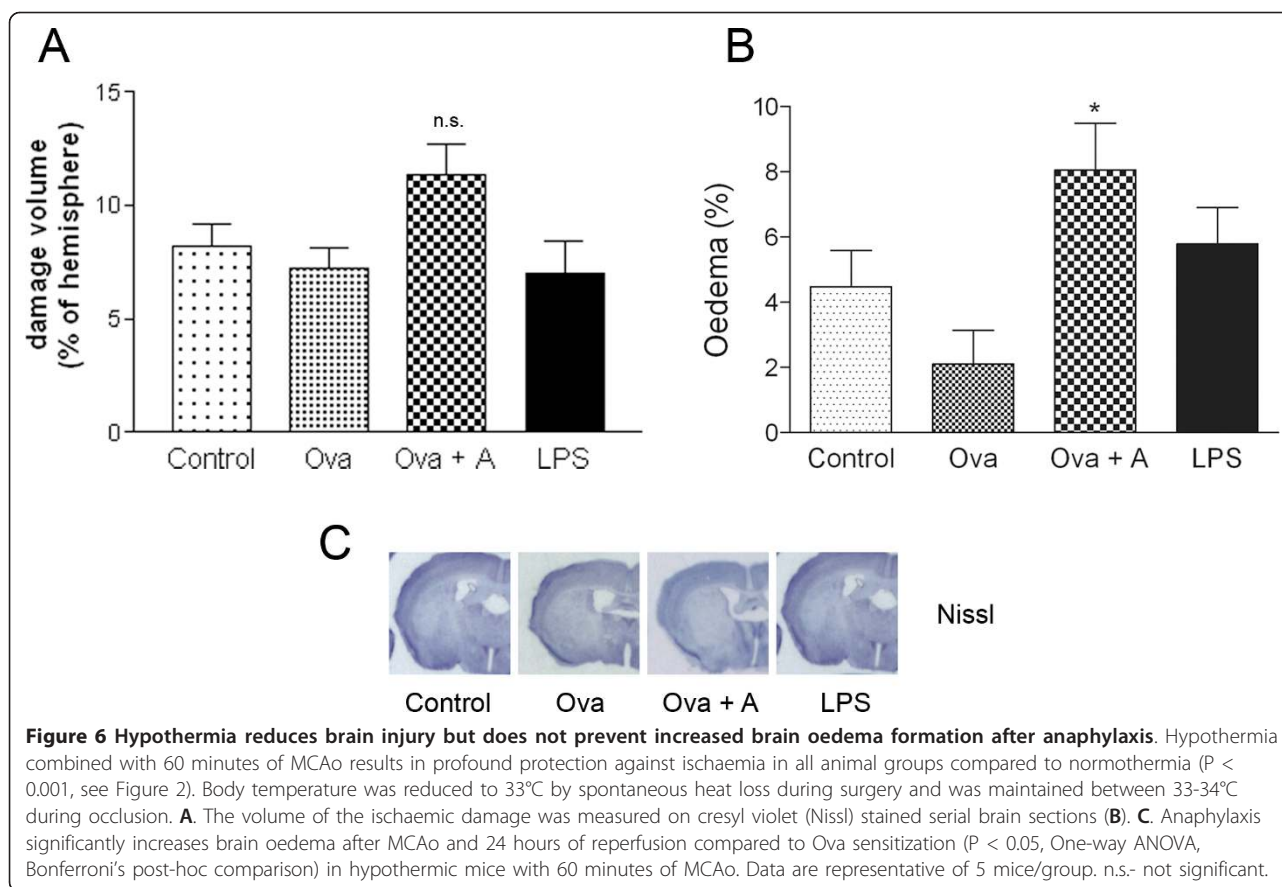 A
damage volume
(% of hemisphere)
15
10
5
0
n.s.
Control Ova Ova + A LPS
B
Oedema (%)
10
8
6
4
2
0
*
Control Ova Ova + A LPS
C
Nissl
Control Ova Ova + A LPS
Figure 6 Hypothermia reduces brain injury but does not prevent increased brain oedema formation after anaphylaxis. Hypothermia
combined with 60 minutes of MCAo results in profound protection against ischaemia in all animal groups compared to normothermia (P <
0.001, see Figure 2). Body temperature was reduced to 33°C by spontaneous heat loss during surgery and was maintained between 33-34°C
during occlusion. A. The volume of the ischaemic damage was measured on cresyl violet (Nissl) stained serial brain sections (B). C. Anaphylaxis
significantly increases brain oedema after MCAo and 24 hours of reperfusion compared to Ova sensitization (P < 0.05, One-way ANOVA,
Bonferroni's post-hoc comparison) in hypothermic mice with 60 minutes of MCAo. Data are representative of 5 mice/group. n.s.- not significant.